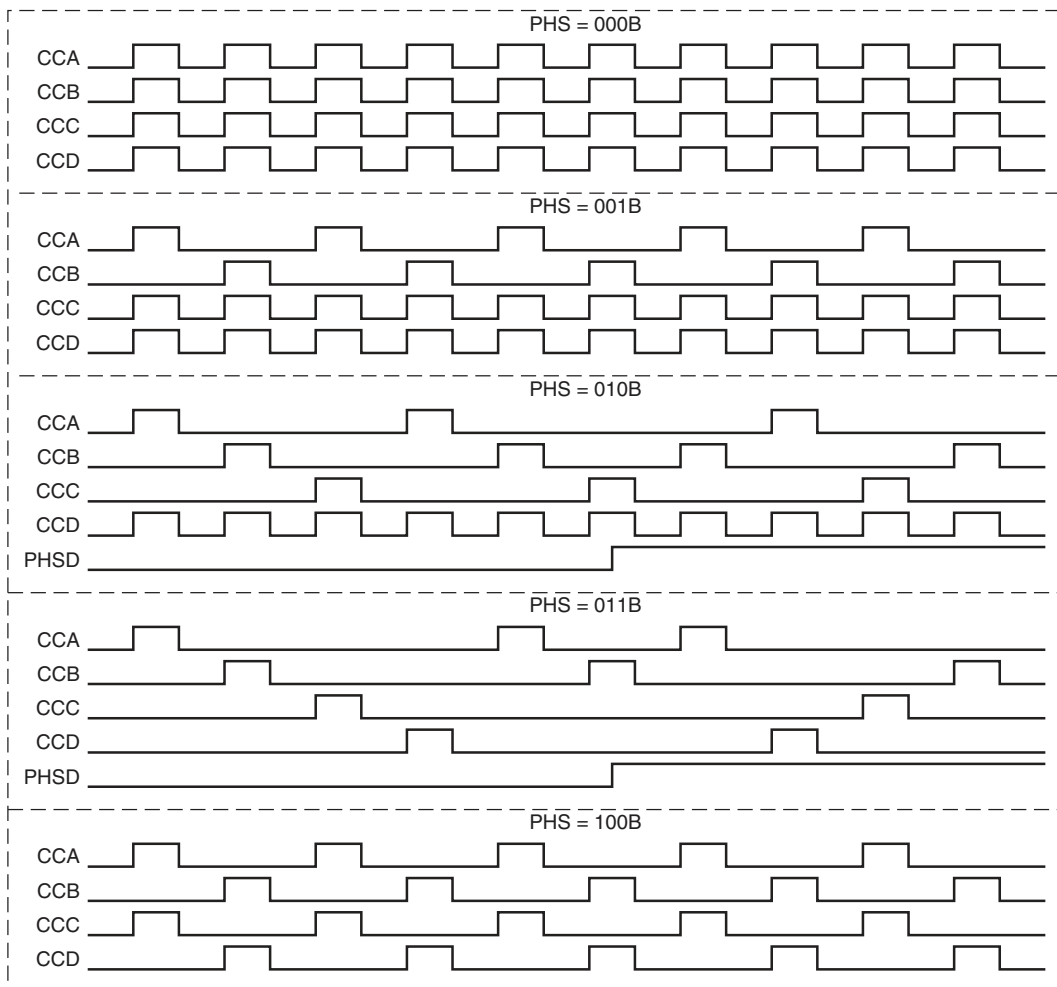 PHS = 000B
CCA
CCB
CCC
CCD
PHS = 001B
CCA
CCB
CCC
CCD
PHS = 010B
CCA
CCB
CCC
CCD
PHSD
PHS = 011B
CCA
CCB
CCC
CCD
PHSD
PHS = 100B
CCA
CCB
CCC
CCD